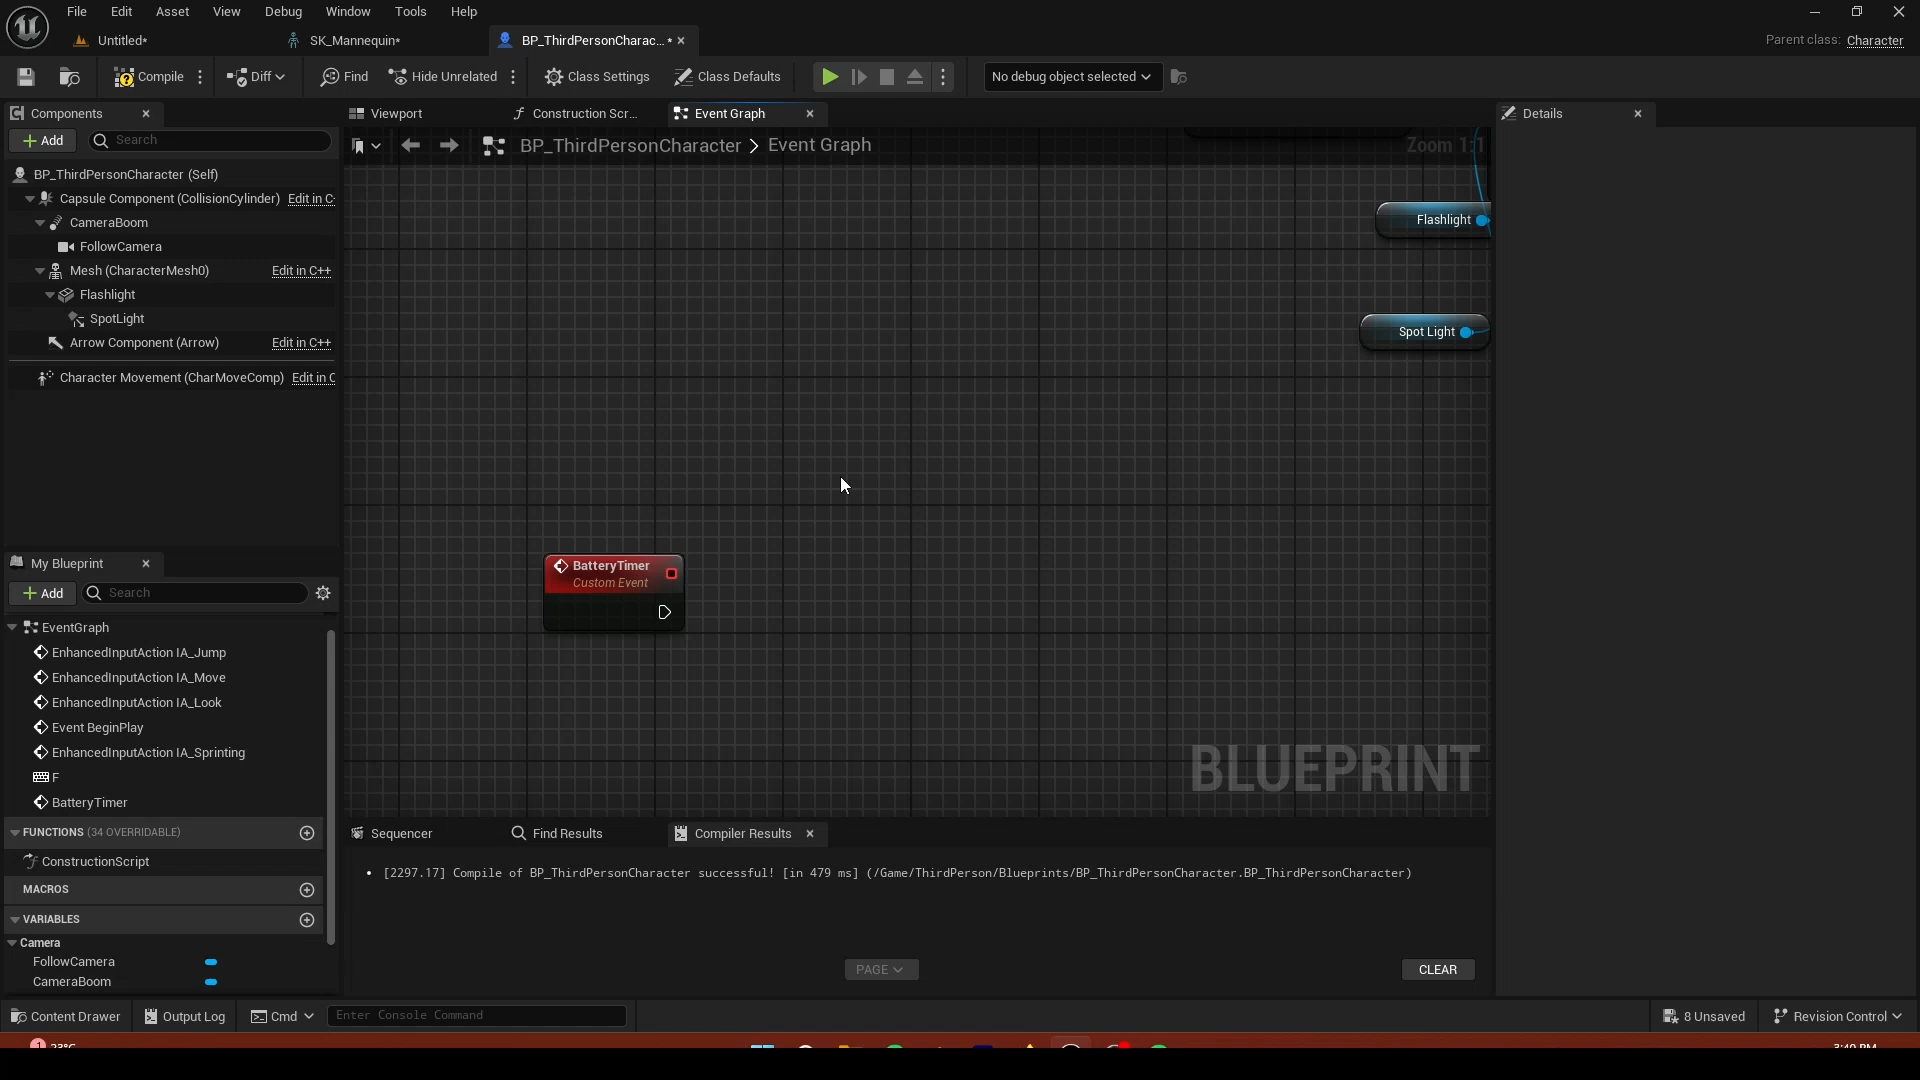 File Edit Asset View Debug Window Tools Help
Untitled* SK_Mannequin* BP_ThirdPersonCharac... *
Parent class: Character
Compile Diff Find Hide Unrelated Class Settings Class Defaults No debug object selected
Components
Add Search
BP_ThirdPersonCharacter (Self)
Capsule Component (CollisionCylinder) Edit in C
CameraBoom
FollowCamera
Mesh (CharacterMesh0) Edit in C++
Flashlight
SpotLight
Arrow Component (Arrow) Edit in C++
Character Movement (CharMoveComp) Edit in C
My Blueprint
Add Search
EventGraph
EnhancedInputAction IA_Jump
EnhancedInputAction IA_Move
EnhancedInputAction IA_Look
Event BeginPlay
EnhancedInputAction IA_Sprinting
F
BatteryTimer
FUNCTIONS (34 OVERRIDABLE)
ConstructionScript
MACROS
VARIABLES
Camera
FollowCamera
CameraBoom
Viewport Construction Scr... Event Graph
BP_ThirdPersonCharacter > Event Graph
Zoom 1:1
Flashlight
Spot Light
BatteryTimer
Custom Event
BLUEPRINT
Sequencer Find Results Compiler Results
• [2297.17] Compile of BP_ThirdPersonCharacter successful! [in 479 ms] (/Game/ThirdPerson/Blueprints/BP_ThirdPersonCharacter.BP_ThirdPersonCharacter)
PAGE
CLEAR
Details
Content Drawer Output Log Cmd Enter Console Command 8 Unsaved Revision Control